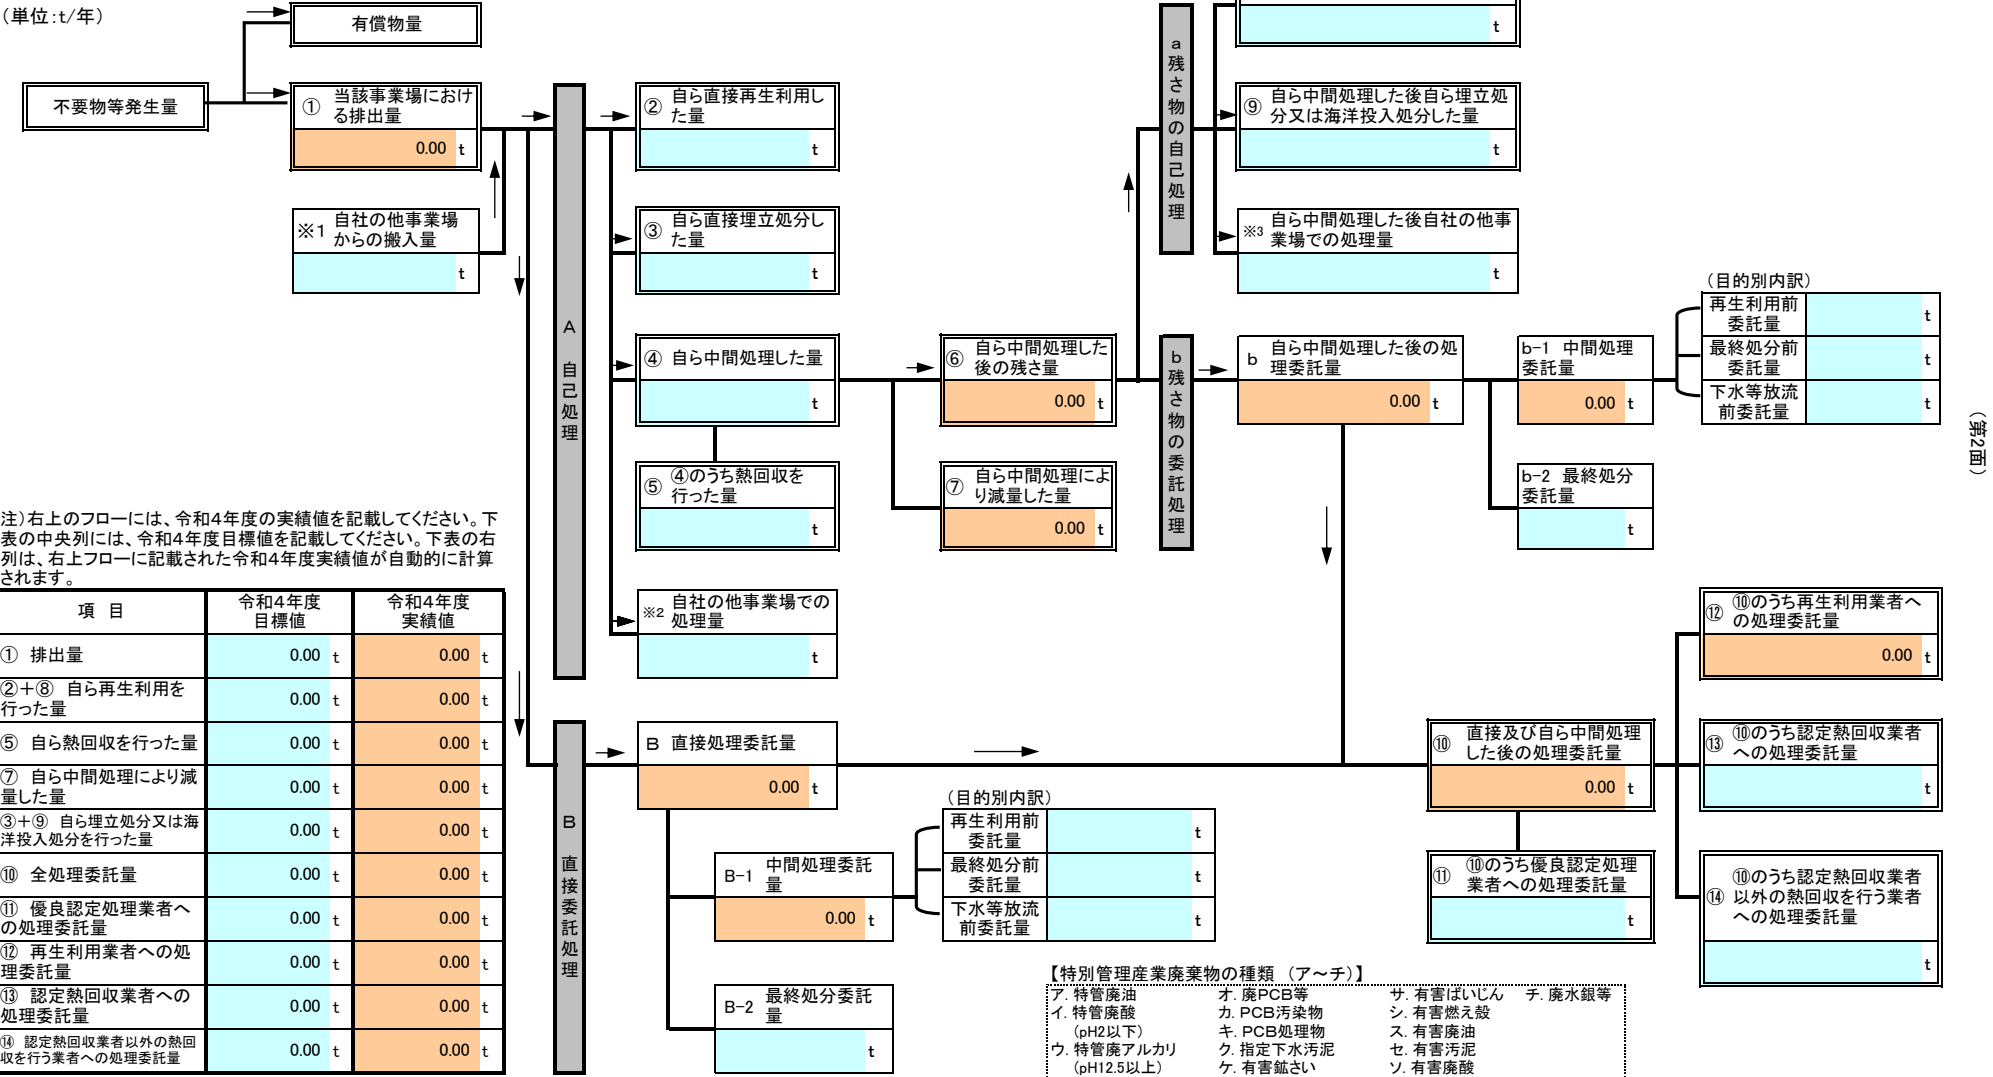 （単位:t/年）
有償物量
不要物等発生量
① 当該事業場におけ
る排出量
0.00 t
※1 自社の他事業場
からの搬入量
t
A
自己処理
② 自ら直接再生利用し
た量
t
③ 自ら直接埋立処分し
た量
t
④ 自ら中間処理した量
t
⑤ ④のうち熱回収を
行った量
t
※2 自社の他事業場での
処理量
t
⑥ 自ら中間処理した
後の残さ量
0.00 t
⑦ 自ら中間処理によ
り減量した量
0.00 t
a残さ物の自己処理
t
⑨ 自ら中間処理した後自ら埋立処
分又は海洋投入処分した量
t
※3 自ら中間処理した後自社の他事
業場での処理量
t
b残さ物の委託処理
b 自ら中間処理した後の処
理委託量
0.00 t
b-1 中間処理
委託量
0.00 t
b-2 最終処分
委託量
t
（目的別内訳）
再生利用前
委託量
t
最終処分前
委託量
t
下水等放流
前委託量
t
（第2面）
注）右上のフローには、令和4年度の実績値を記載してください。下
表の中央列には、令和4年度目標値を記載してください。下表の右
列は、右上フローに記載された令和4年度実績値が自動的に計算
されます。
項 目 令和4年度
目標値 令和4年度
実績値
① 排出量 0.00 t 0.00 t
②＋⑧ 自ら再生利用を
行った量 0.00 t 0.00 t
⑤ 自ら熱回収を行った量 0.00 t 0.00 t
⑦ 自ら中間処理により減
量した量 0.00 t 0.00 t
③＋⑨ 自ら埋立処分又は海
洋投入処分を行った量 0.00 t 0.00 t
⑩ 全処理委託量 0.00 t 0.00 t
⑪ 優良認定処理業者へ
の処理委託量 0.00 t 0.00 t
⑫ 再生利用業者への処
理委託量 0.00 t 0.00 t
⑬ 認定熱回収業者への
処理委託量 0.00 t 0.00 t
⑭ 認定熱回収業者以外の熱回
収を行う業者への処理委託量 0.00 t 0.00 t
B
直接委託処理
B 直接処理委託量
0.00 t
B-1 中間処理委託
量
0.00 t
B-2 最終処分委託
量
t
（目的別内訳）
再生利用前
委託量
t
最終処分前
委託量
t
下水等放流
前委託量
t
⑩ 直接及び自ら中間処理
した後の処理委託量
0.00 t
⑪ ⑩のうち優良認定処理
業者への処理委託量
t
⑫ ⑩のうち再生利用業者へ
の処理委託量
0.00 t
⑬ ⑩のうち認定熱回収業者
への処理委託量
t
⑭ ⑩のうち認定熱回収業者
以外の熱回収を行う業者
への処理委託量
t
【特別管理産業廃棄物の種類 （ア～チ）】
ア. 特管廃油 オ. 廃PCB等 サ. 有害ばいじん チ. 廃水銀等
イ. 特管廃酸 カ. PCB汚染物 シ. 有害燃え殻
（pH2以下） キ. PCB処理物 ス. 有害廃油
ウ. 特管廃アルカリ ク. 指定下水汚泥 セ. 有害汚泥
（pH12.5以上） ケ. 有害鉱さい ソ. 有害廃酸